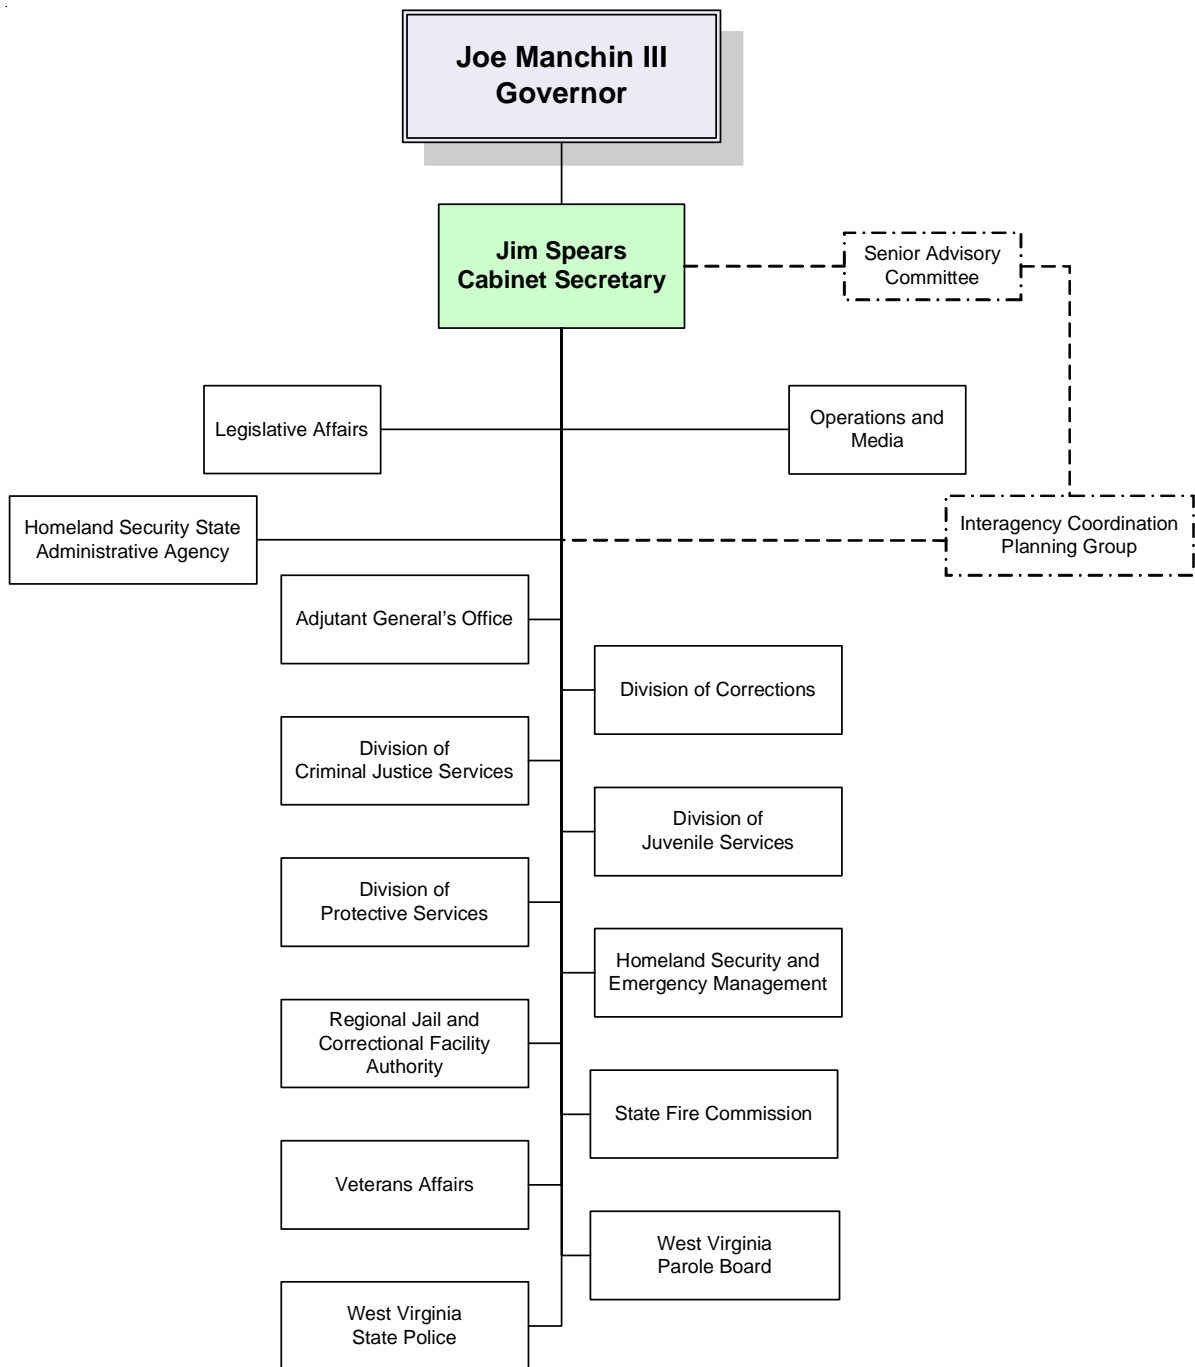 Joe Manchin III
Governor
Jim Spears
Cabinet Secretary
Senior Advisory
Committee
Legislative Affairs
Operations and
Media
Homeland Security State
Administrative Agency
Interagency Coordination
Planning Group
Adjutant General's Office
Division of Corrections
Division of
Criminal Justice Services
Division of
Juvenile Services
Division of
Protective Services
Homeland Security and
Emergency Management
Regional Jail and
Correctional Facility
Authority
State Fire Commission
Veterans Affairs
West Virginia
Parole Board
West Virginia
State Police